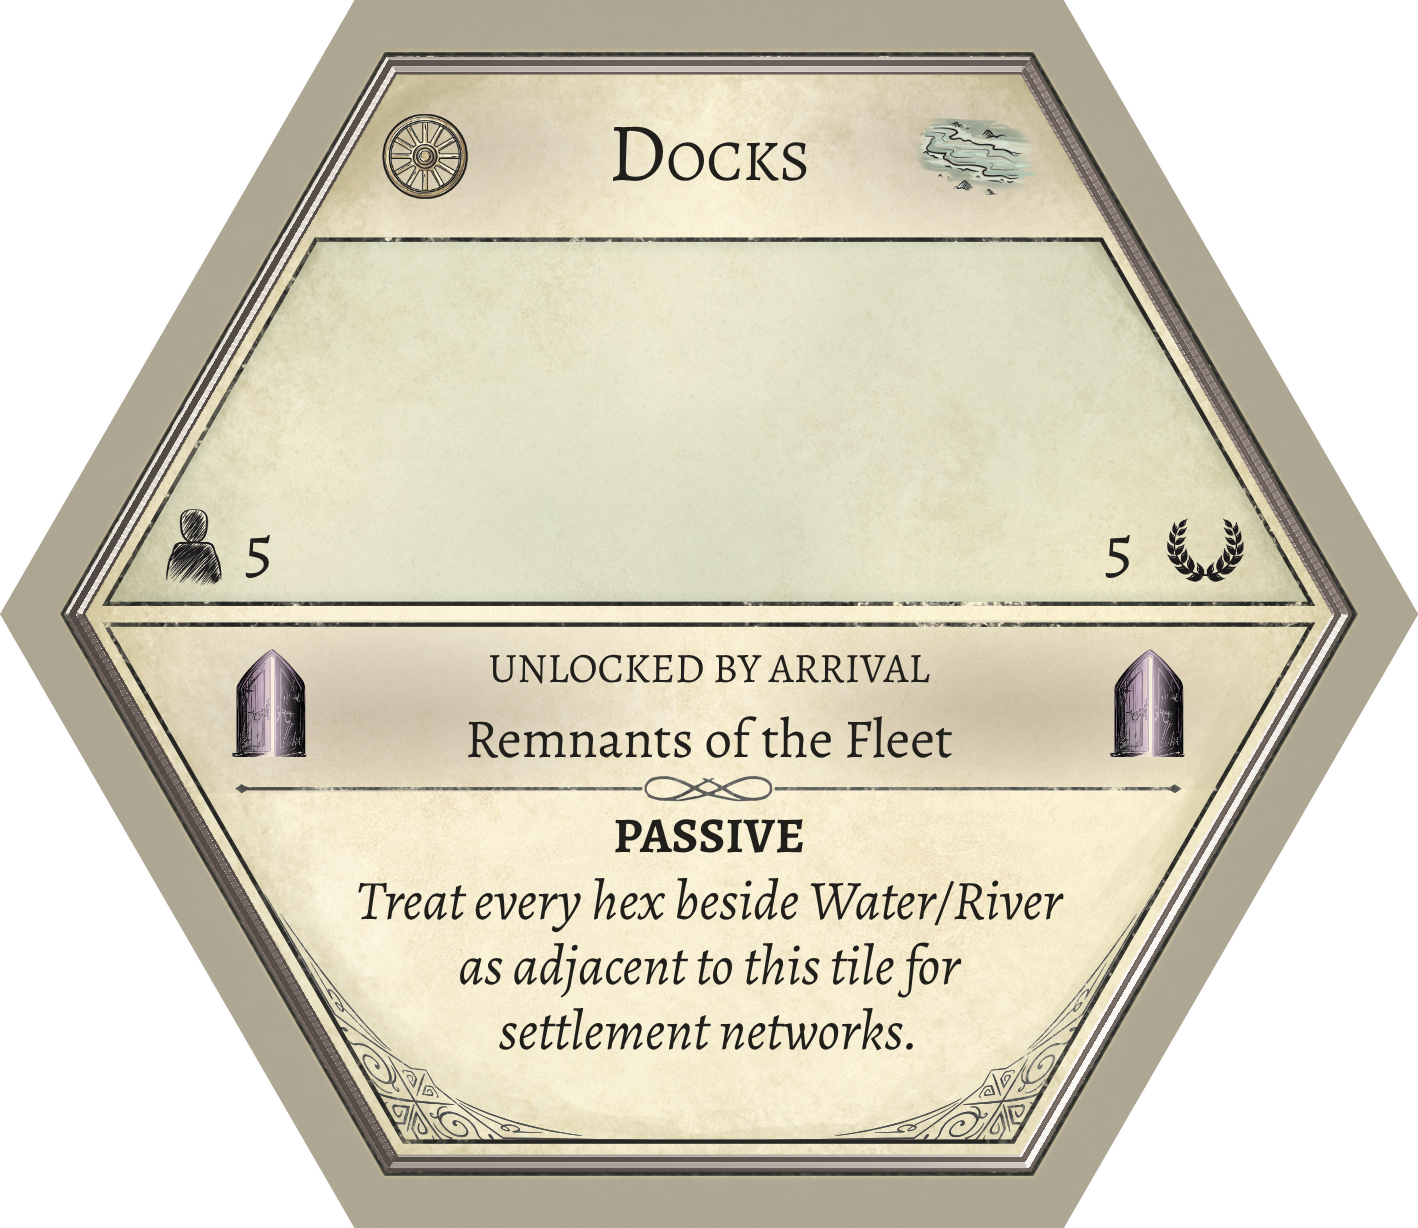 Docks
5
5
UNLOCKED BY ARRIVAL
Remnants of the Fleet
PASSIVE
Treat every hex beside Water/River
as adjacent to this tile for
settlement networks.